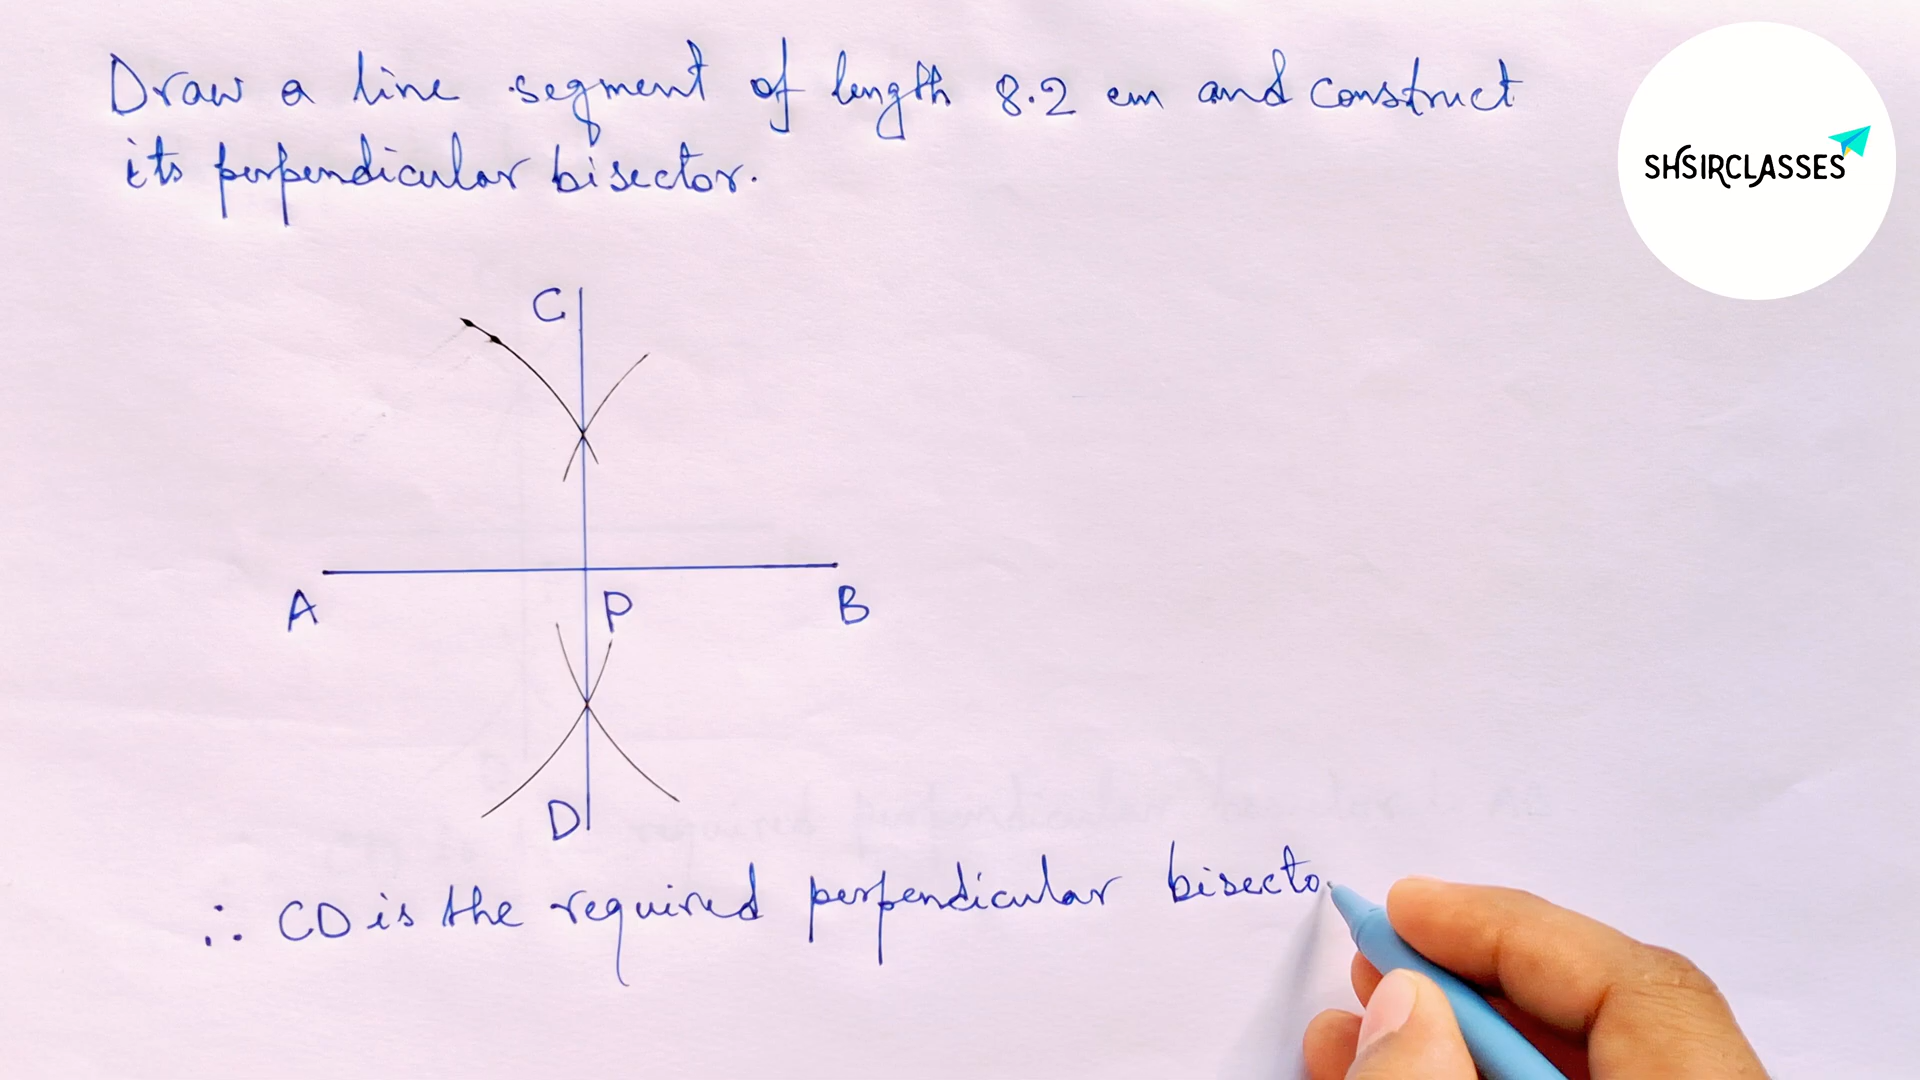 Draw a line segment of length 8.2 cm and construct
its perpendicular bisector.
SHSIRCLASSES
C
A
P
B
D
∴ CD is the required perpendicular bisecto